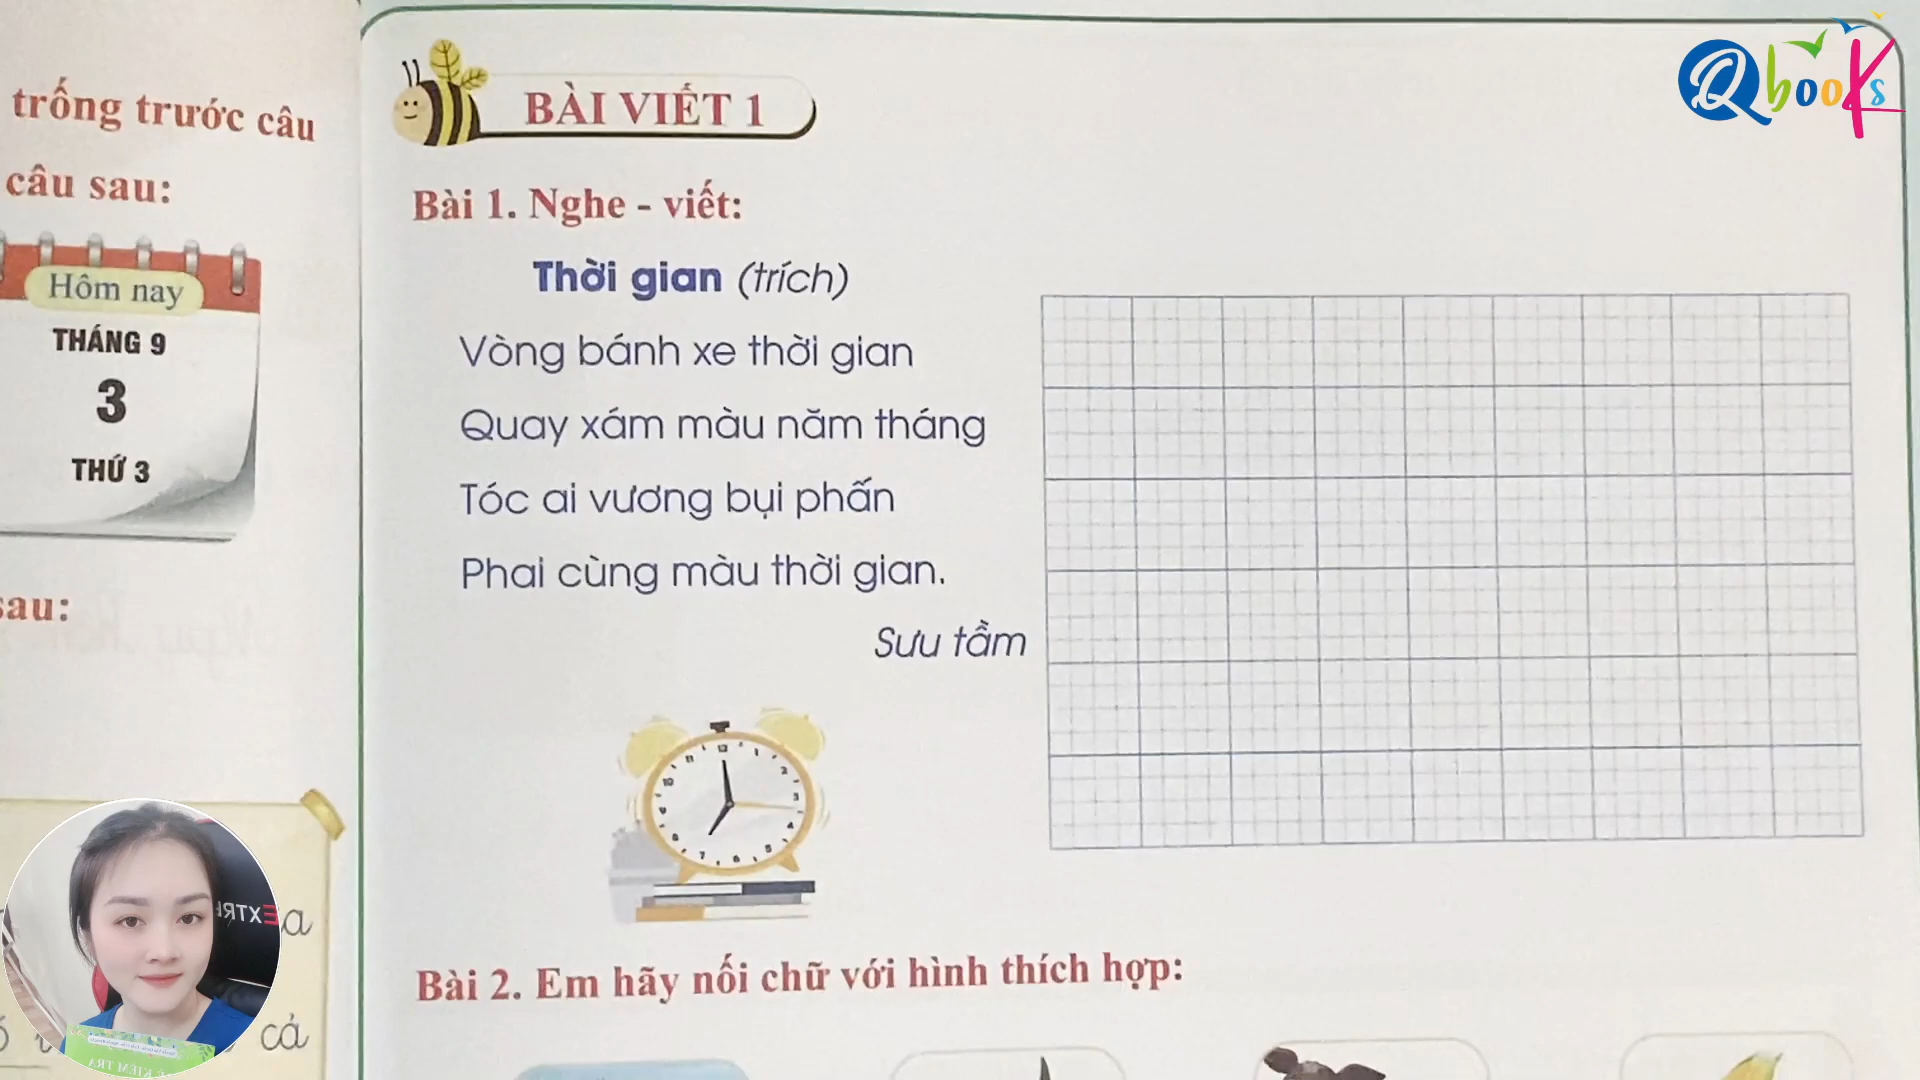 trống trước câu
câu sau:
Hôm nay
THÁNG 9
3
THỨ 3
sau:
a
cả
BÀI VIẾT 1
Bài 1. Nghe - viết:
Thời gian (trích)
Vòng bánh xe thời gian
Quay xám màu năm tháng
Tóc ai vương bụi phấn
Phai cùng màu thời gian.
Sưu tầm
Bài 2. Em hãy nối chữ với hình thích hợp:
Qbooks